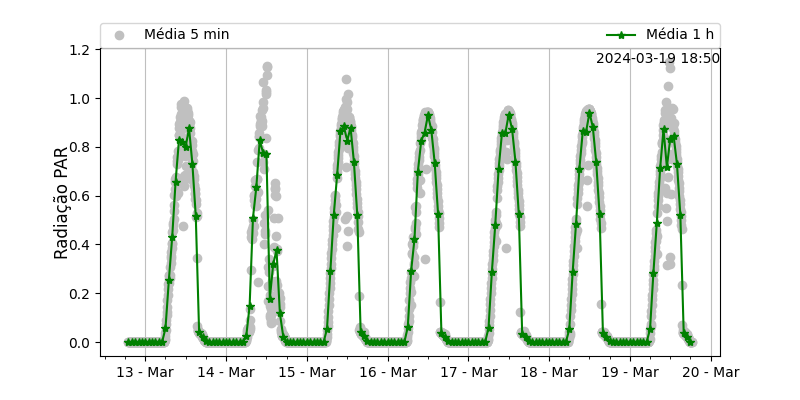 Média 5 min
Média 1 h
2024-03-19 18:50
Radiação PAR
1.2
1.0
0.8
0.6
0.4
0.2
0.0
13 - Mar
14 - Mar
15 - Mar
16 - Mar
17 - Mar
18 - Mar
19 - Mar
20 - Mar